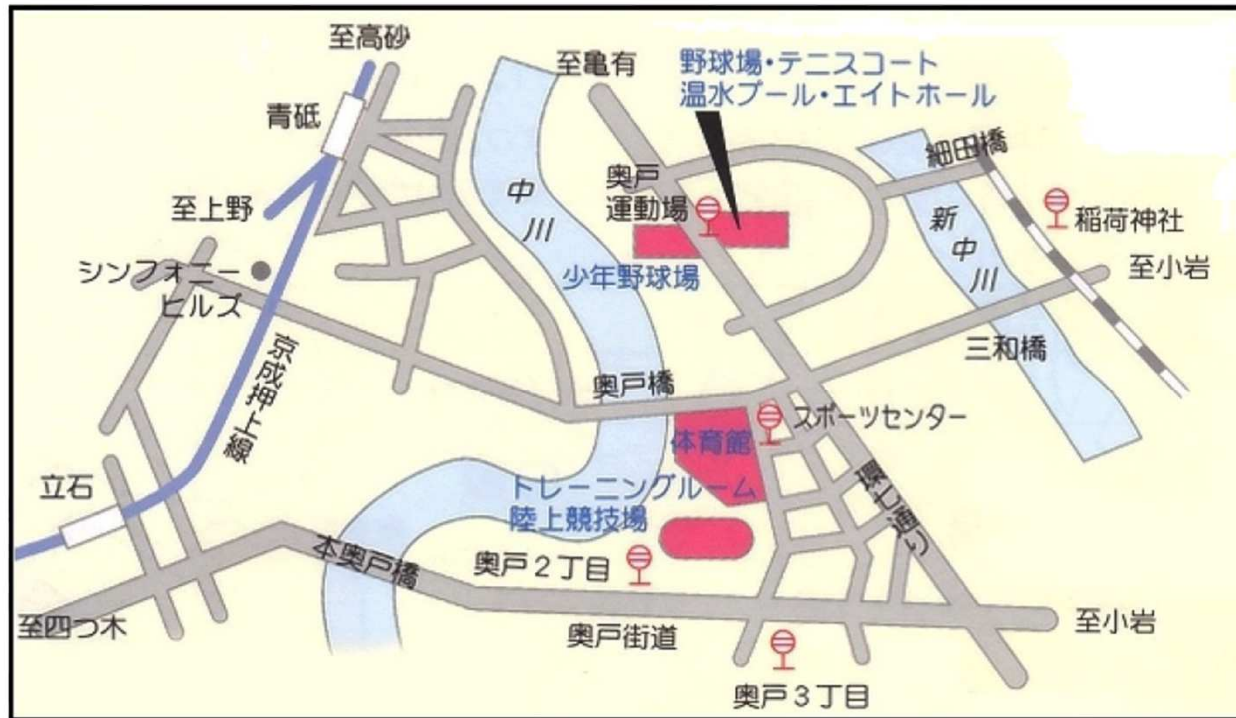 至高砂
至亀有
野球場・テニスコート
温水プール・エイトホール
青砥
細田橋
奥戸
運動場
中川
至上野
稲荷神社
新中川
シンフォニー
ヒルズ
少年野球場
至小岩
京成押上線
三和橋
奥戸橋
スポーツセンター
体育館
立石
トレーニングルーム
陸上競技場
環七通り
本奥戸橋
奥戸2丁目
至四つ木
奥戸街道
至小岩
奥戸3丁目